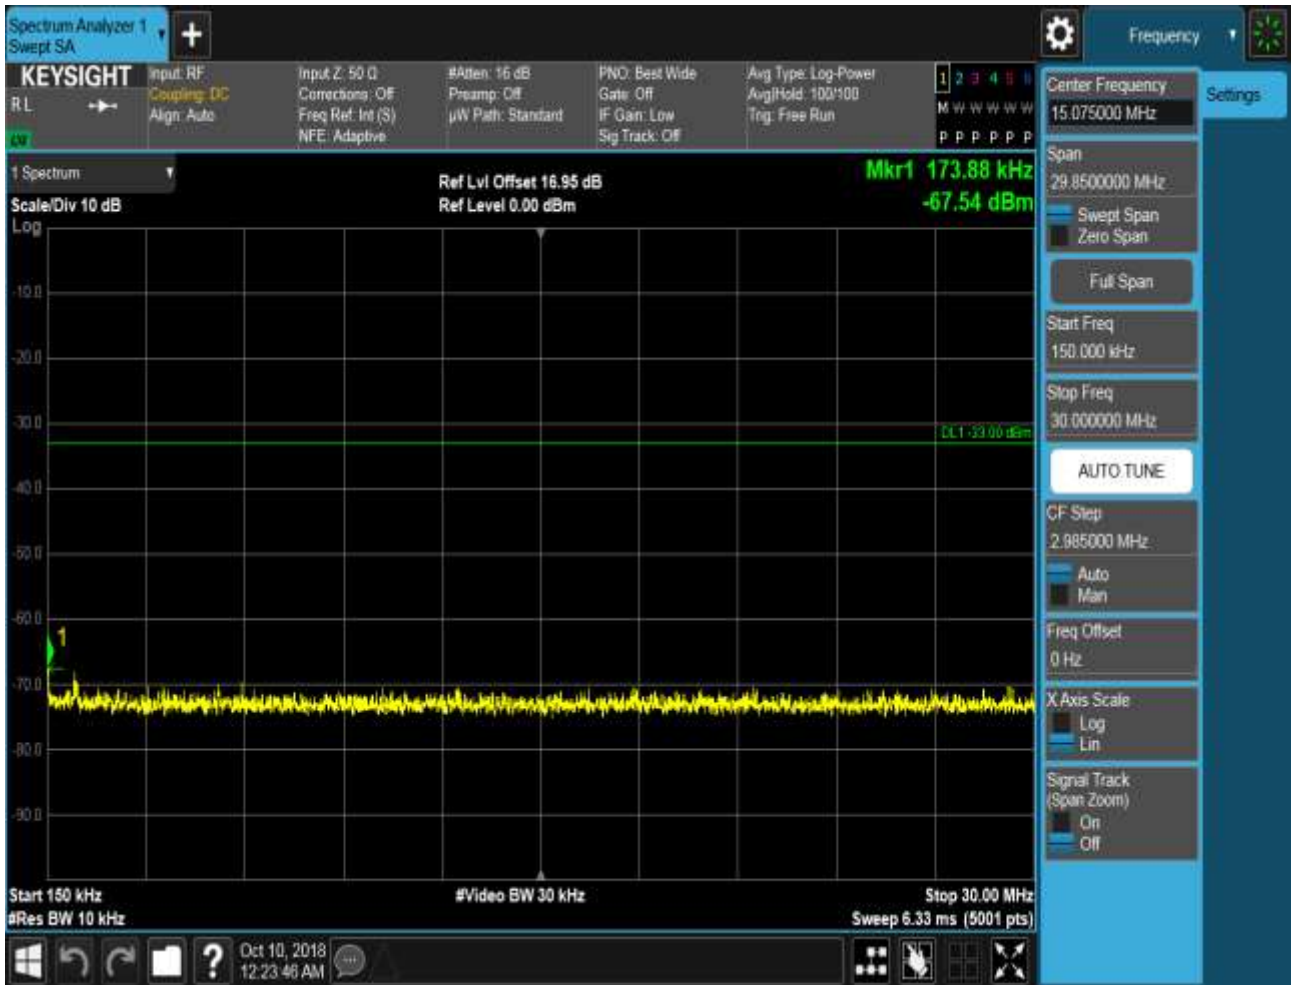 Spectrum Analyzer 1
Swept SA
Frequency
KEYSIGHT
RL
LXI
Input: RF
Coupling: DC
Align: Auto
Input Z: 50 Ω
Corrections: Off
Freq Ref: Int (S)
NFE: Adaptive
#Atten: 16 dB
Preamp: Off
µW Path: Standard
PNO: Best Wide
Gate: Off
IF Gain: Low
Sig Track: Off
Avg Type: Log-Power
Avg|Hold: 100/100
Trig: Free Run
1 2 3 4 5 6
M W W W W W
P P P P P P
1 Spectrum
Scale/Div 10 dB
Log
Ref Lvl Offset 16.95 dB
Ref Level 0.00 dBm
Mkr1 173.88 kHz
-67.54 dBm
-10.0
-20.0
-30.0
DL1 -33.00 dBm
-40.0
-50.0
-60.0
1
-70.0
-80.0
-90.0
Start 150 kHz
#Res BW 10 kHz
#Video BW 30 kHz
Stop 30.00 MHz
Sweep 6.33 ms (5001 pts)
Center Frequency
15.075000 MHz
Settings
Span
29.8500000 MHz
Swept Span
Zero Span
Full Span
Start Freq
150.000 kHz
Stop Freq
30.000000 MHz
AUTO TUNE
CF Step
2.985000 MHz
Auto
Man
Freq Offset
0 Hz
X Axis Scale
Log
Lin
Signal Track
(Span Zoom)
On
Off
?
Oct 10, 2018
12:23:46 AM